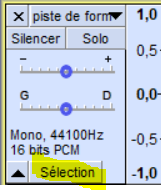 × piste de form▼ 1,0
Silencer Solo
0,5
- +
0,0
G D
Mono, 44100Hz
-0,5
16 bits PCM
▲ Sélection
-1,0